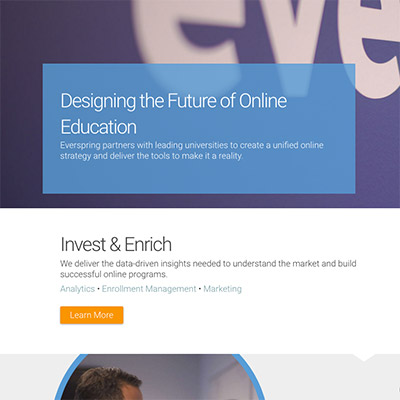 eve
Designing the Future of Online
Education
Everspring partners with leading universities to create a unified online
strategy and deliver the tools to make it a reality.
Invest & Enrich
We deliver the data-driven insights needed to understand the market and build
successful online programs.
Analytics • Enrollment Management • Marketing
Learn More